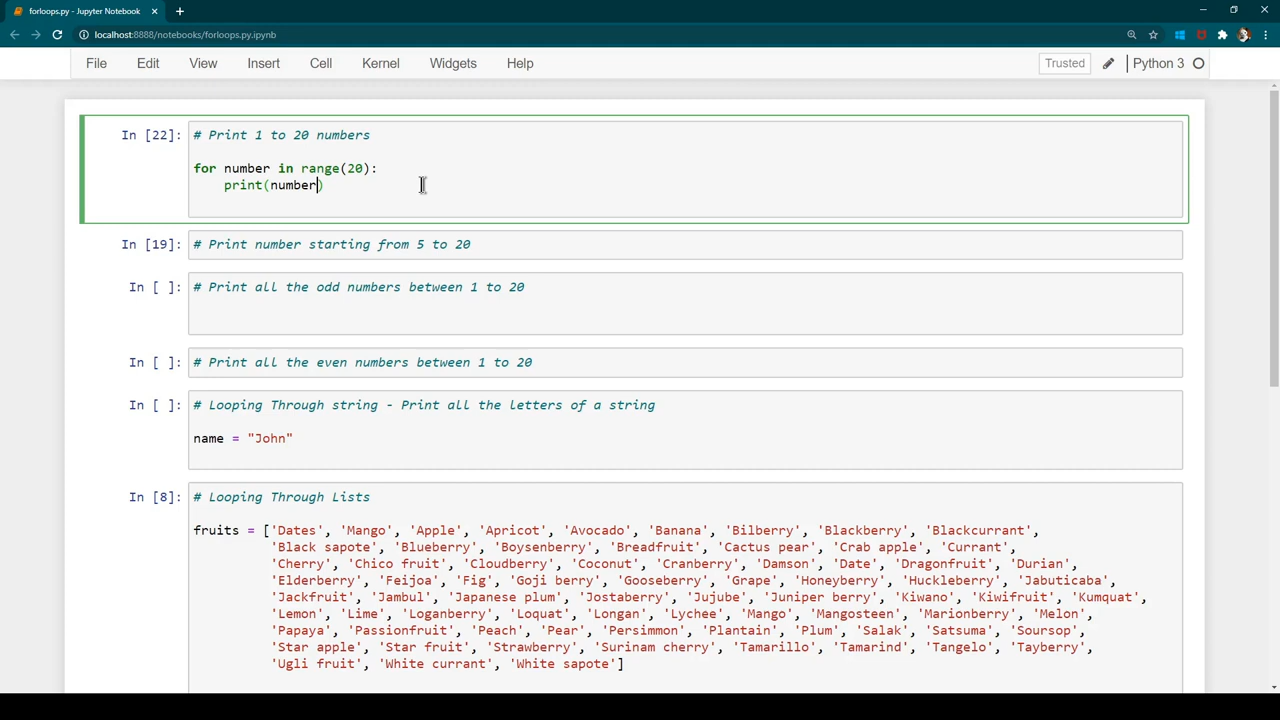 forloops.py - Jupyter Notebook
localhost:8888/notebooks/forloops.py.ipynb
File Edit View Insert Cell Kernel Widgets Help Trusted Python 3
In [22]: # Print 1 to 20 numbers
for number in range(20):
print(number)
In [19]: # Print number starting from 5 to 20
In [ ]: # Print all the odd numbers between 1 to 20
In [ ]: # Print all the even numbers between 1 to 20
In [ ]: # Looping Through string - Print all the letters of a string
name = "John"
In [8]: # Looping Through Lists
fruits = ['Dates', 'Mango', 'Apple', 'Apricot', 'Avocado', 'Banana', 'Bilberry', 'Blackberry', 'Blackcurrant',
'Black sapote', 'Blueberry', 'Boysenberry', 'Breadfruit', 'Cactus pear', 'Crab apple', 'Currant',
'Cherry', 'Chico fruit', 'Cloudberry', 'Coconut', 'Cranberry', 'Damson', 'Date', 'Dragonfruit', 'Durian',
'Elderberry', 'Feijoa', 'Fig', 'Goji berry', 'Gooseberry', 'Grape', 'Honeyberry', 'Huckleberry', 'Jabuticaba',
'Jackfruit', 'Jambul', 'Japanese plum', 'Jostaberry', 'Jujube', 'Juniper berry', 'Kiwano', 'Kiwifruit', 'Kumquat',
'Lemon', 'Lime', 'Loganberry', 'Loquat', 'Longan', 'Lychee', 'Mango', 'Mangosteen', 'Marionberry', 'Melon',
'Papaya', 'Passionfruit', 'Peach', 'Pear', 'Persimmon', 'Plantain', 'Plum', 'Salak', 'Satsuma', 'Soursop',
'Star apple', 'Star fruit', 'Strawberry', 'Surinam cherry', 'Tamarillo', 'Tamarind', 'Tangelo', 'Tayberry',
'Ugli fruit', 'White currant', 'White sapote']